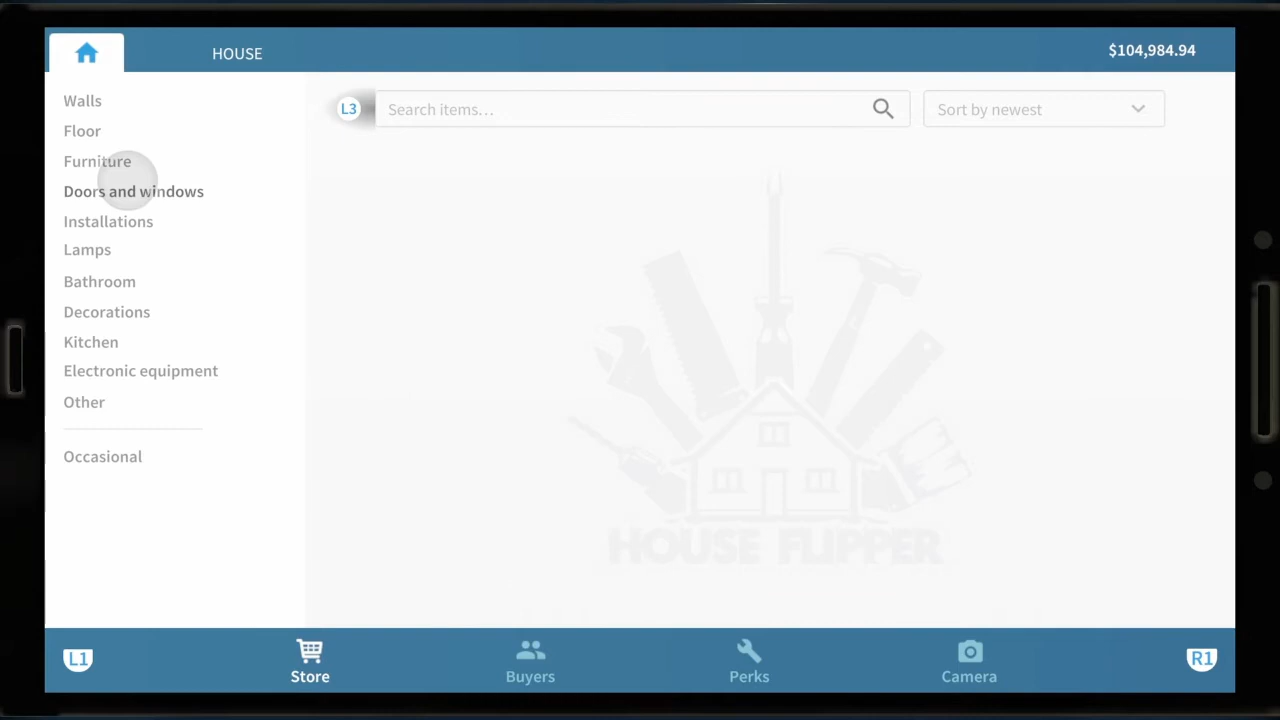 HOUSE
$104,984.94
Walls
Floor
Furniture
Doors and windows
Installations
Lamps
Bathroom
Decorations
Kitchen
Electronic equipment
Other
Occasional
L3
Search items...
Sort by newest
HOUSE FLIPPER
L1
Store
Buyers
Perks
Camera
R1